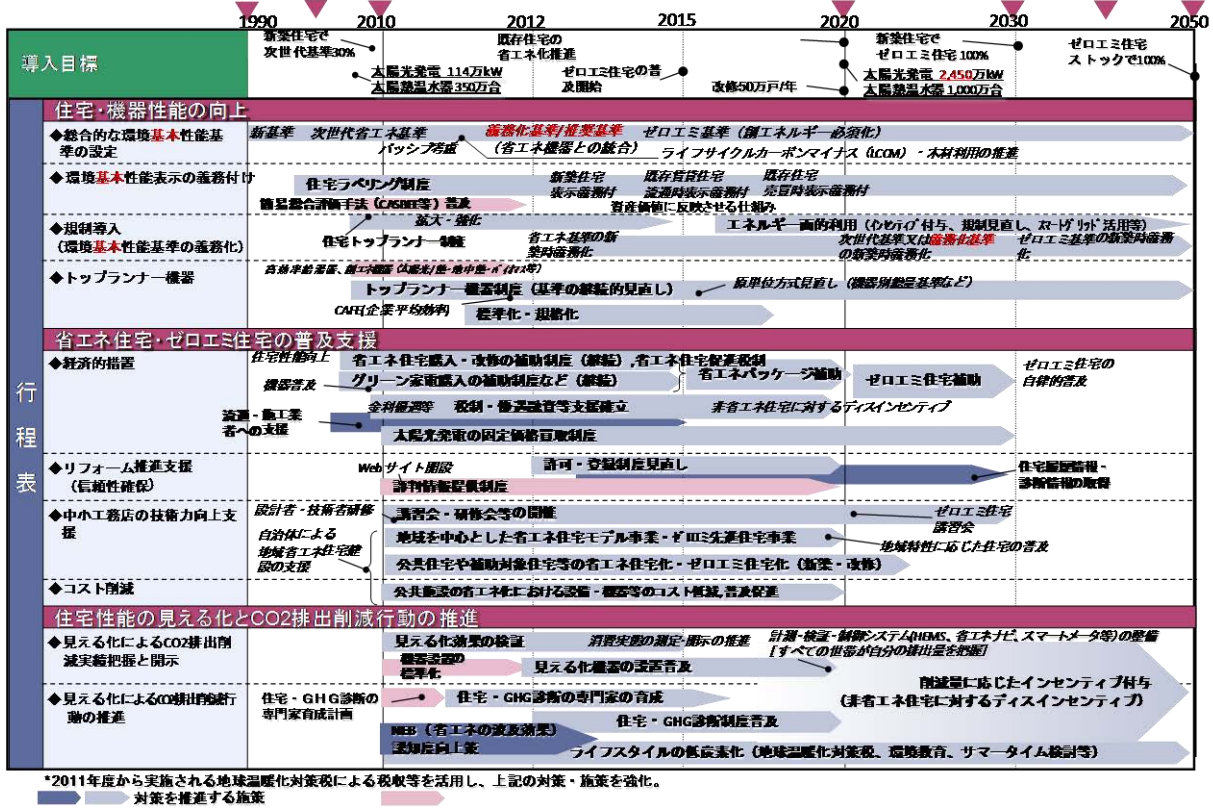 1990 2010 2012 2015 2020 2030 2050
導入目標
新築住宅で
次世代基準30%
太陽光発電 114万kW
太陽熱温水器350万台
既存住宅の
省エネ化推進
ゼロエミ住宅の普
及開始
改修50万戸/年
新築住宅で
ゼロエミ住宅100%
太陽光発電 2,450万kW
太陽熱温水器1,000万台
ゼロエミ住宅
ストックで100%
行程表
住宅・機器性能の向上
◆総合的な環境基本性能基
準の設定
新基準 次世代省エネ基準 義務化基準/推奨基準 ゼロエミ基準(創エネルギー必須化)
パッシブ考慮 (省エネ機器との統合) ライフサイクルカーボンマイナス(LCCM)・木材利用の推進
◆環境基本性能表示の義務付け
住宅ラベリング制度
新築住宅
表示義務付
既存賃貸住宅
流通時表示義務付
既存住宅
売買時表示義務付
簡易総合評価手法(CASBEE等)普及
資産価値に反映させる仕組み
◆規制導入
(環境基本性能基準の義務化)
拡大・強化
住宅トップランナー制度
エネルギー面的利用(インセンティブ付与、規制見直し、スマートグリッド活用等)
省エネ基準の新
築時義務化
次世代基準又は義務化基準
の新築時義務化
ゼロエミ基準の新築時義務
化
◆トップランナー機器
トップランナー機器制度(基準の継続的見直し)
原単位方式見直し(機器別総量基準など)
CAFE(企業平均効率)
標準化・規格化
省エネ住宅・ゼロエミ住宅の普及支援
◆経済的措置
住宅性能向上
省エネ住宅購入・改修の補助制度(継続),省エネ住宅促進税制
機器普及
グリーン家電購入の補助制度など(継続)
省エネパッケージ補助
ゼロエミ住宅補助
ゼロエミ住宅の
自律的普及
金利優遇等 税制・優遇融資等支援確立
非省エネ住宅に対するディスインセンティブ
流通・施工業
者への支援
太陽光発電の固定価格買取制度
◆リフォーム推進支援
(信頼性確保)
Webサイト開設
許可・登録制度見直し
評判情報提供制度
住宅履歴情報・
診断情報の取得
◆中小工務店の技術力向上支
援
設計者・技術者研修
講習会・研修会等の開催
ゼロエミ住宅
講習会
自治体による
地域省エネ住宅建
設の支援
地域を中心とした省エネ住宅モデル事業・ゼロエミ先進住宅事業
地域特性に応じた住宅の普及
公共住宅や補助対象住宅等の省エネ住宅化・ゼロエミ住宅化(新築・改修)
◆コスト削減
公共施設の省エネ化における設備・機器等のコスト低減,普及促進
住宅性能の見える化とCO2排出削減行動の推進
◆見える化によるCO2排出削
減実績把握と開示
見える化効果の検証
消費実態の測定・開示の推進
計測・検証・制御システム(HEMS、省エネナビ、スマートメータ等)の整備
[すべての世帯が自分の排出量を把握]
機器設置の
標準化
見える化機器の設置普及
◆見える化によるCO2排出削減行
動の推進
住宅・GHG診断の
専門家育成計画
住宅・GHG診断の専門家の育成
削減量に応じたインセンティブ付与
(非省エネ住宅に対するディスインセンティブ)
住宅・GHG診断制度普及
NEB(省エネの波及効果)
認知度向上策
ライフスタイルの低炭素化(地球温暖化対策税、環境教育、サマータイム検討等)
*2011年度から実施される地球温暖化対策税による税収等を活用し、上記の対策・施策を強化。
対策を推進する施策